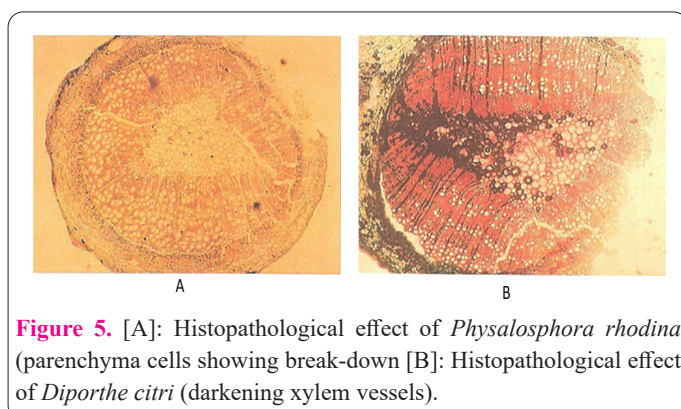 A
B
Figure 5. [A]: Histopathological effect of Physalosphora rhodina
(parenchyma cells showing break-down [B]: Histopathological effect
of Diporthe citri (darkening xylem vessels).